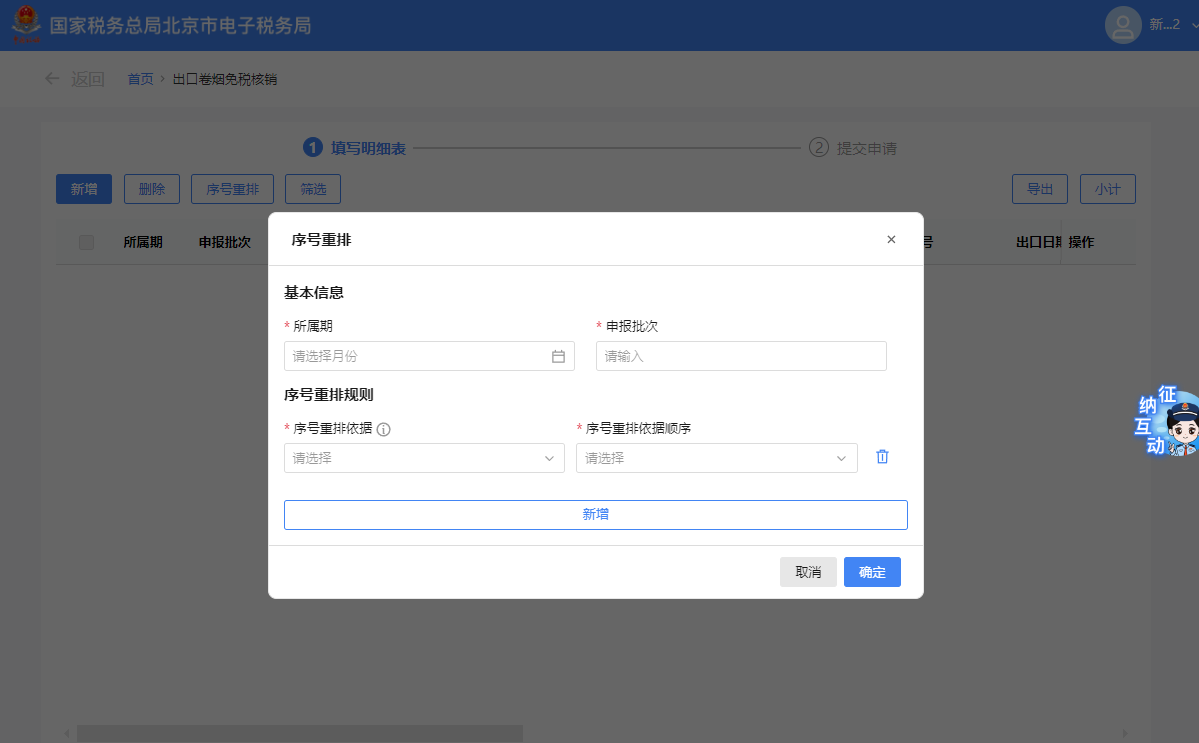 国家税务总局北京市电子税务局
新...2
返回 首页 › 出口卷烟免税核销
1 填写明细表 2 提交申请
新增 删除 序号重排 筛选 导出 小计
所属期 申报批次 号 出口日期 操作
序号重排
基本信息
* 所属期 * 申报批次
请选择月份 请输入
序号重排规则
* 序号重排依据 * 序号重排依据顺序
请选择 请选择
新增
取消 确定
征纳互动